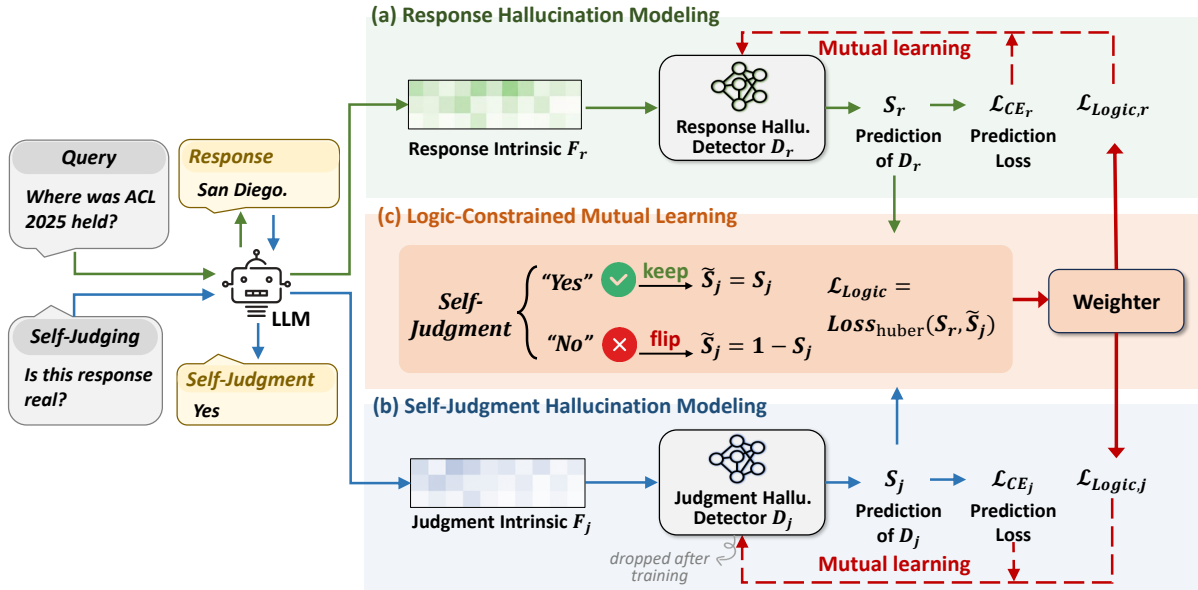 (a) Response Hallucination Modeling
Mutual learning
Response Intrinsic F_r
Response Hallu.
Detector D_r
S_r
Prediction
of D_r
ℒ_CE_r
Prediction
Loss
ℒ_Logic,r
Query
Where was ACL
2025 held?
Response
San Diego.
LLM
Self-Judging
Is this response
real?
Self-Judgment
Yes
(c) Logic-Constrained Mutual Learning
Self-
Judgment
“Yes” keep S̃_j = S_j
“No” flip S̃_j = 1 − S_j
ℒ_Logic =
Loss_huber(S_r, S̃_j)
Weighter
(b) Self-Judgment Hallucination Modeling
Judgment Intrinsic F_j
Judgment Hallu.
Detector D_j
dropped after
training
S_j
Prediction
of D_j
ℒ_CE_j
Prediction
Loss
ℒ_Logic,j
Mutual learning